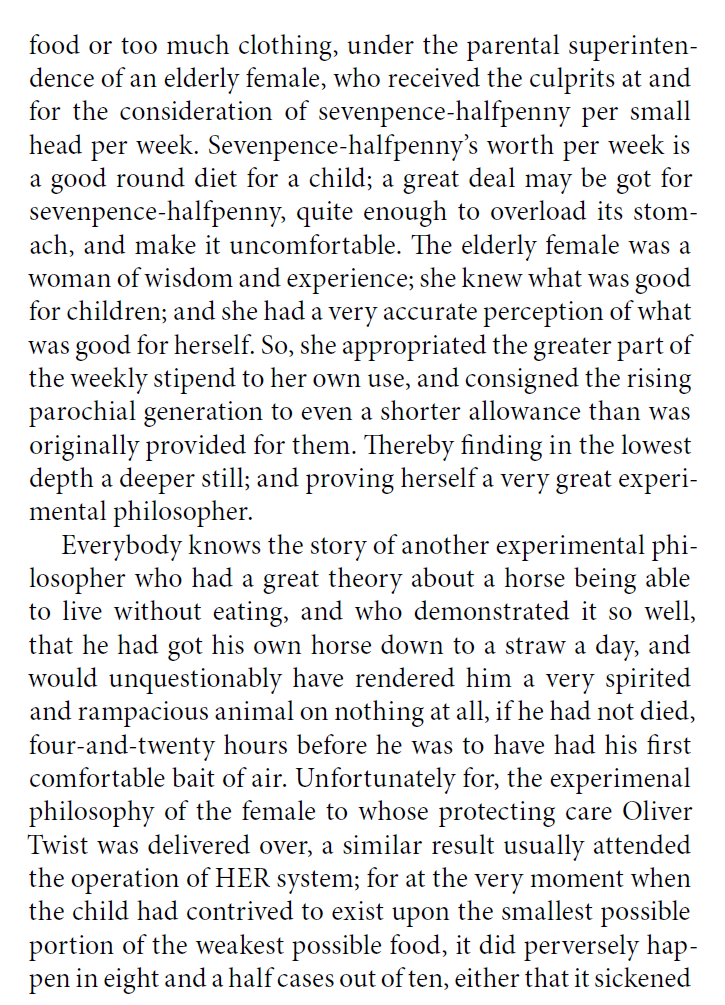 food or too much clothing, under the parental superinten-
dence of an elderly female, who received the culprits at and
for the consideration of sevenpence-halfpenny per small
head per week. Sevenpence-halfpenny’s worth per week is
a good round diet for a child; a great deal may be got for
sevenpence-halfpenny, quite enough to overload its stom-
ach, and make it uncomfortable. The elderly female was a
woman of wisdom and experience; she knew what was good
for children; and she had a very accurate perception of what
was good for herself. So, she appropriated the greater part of
the weekly stipend to her own use, and consigned the rising
parochial generation to even a shorter allowance than was
originally provided for them. Thereby finding in the lowest
depth a deeper still; and proving herself a very great experi-
mental philosopher.
Everybody knows the story of another experimental phi-
losopher who had a great theory about a horse being able
to live without eating, and who demonstrated it so well,
that he had got his own horse down to a straw a day, and
would unquestionably have rendered him a very spirited
and rampacious animal on nothing at all, if he had not died,
four-and-twenty hours before he was to have had his first
comfortable bait of air. Unfortunately for, the experimenal
philosophy of the female to whose protecting care Oliver
Twist was delivered over, a similar result usually attended
the operation of HER system; for at the very moment when
the child had contrived to exist upon the smallest possible
portion of the weakest possible food, it did perversely hap-
pen in eight and a half cases out of ten, either that it sickened